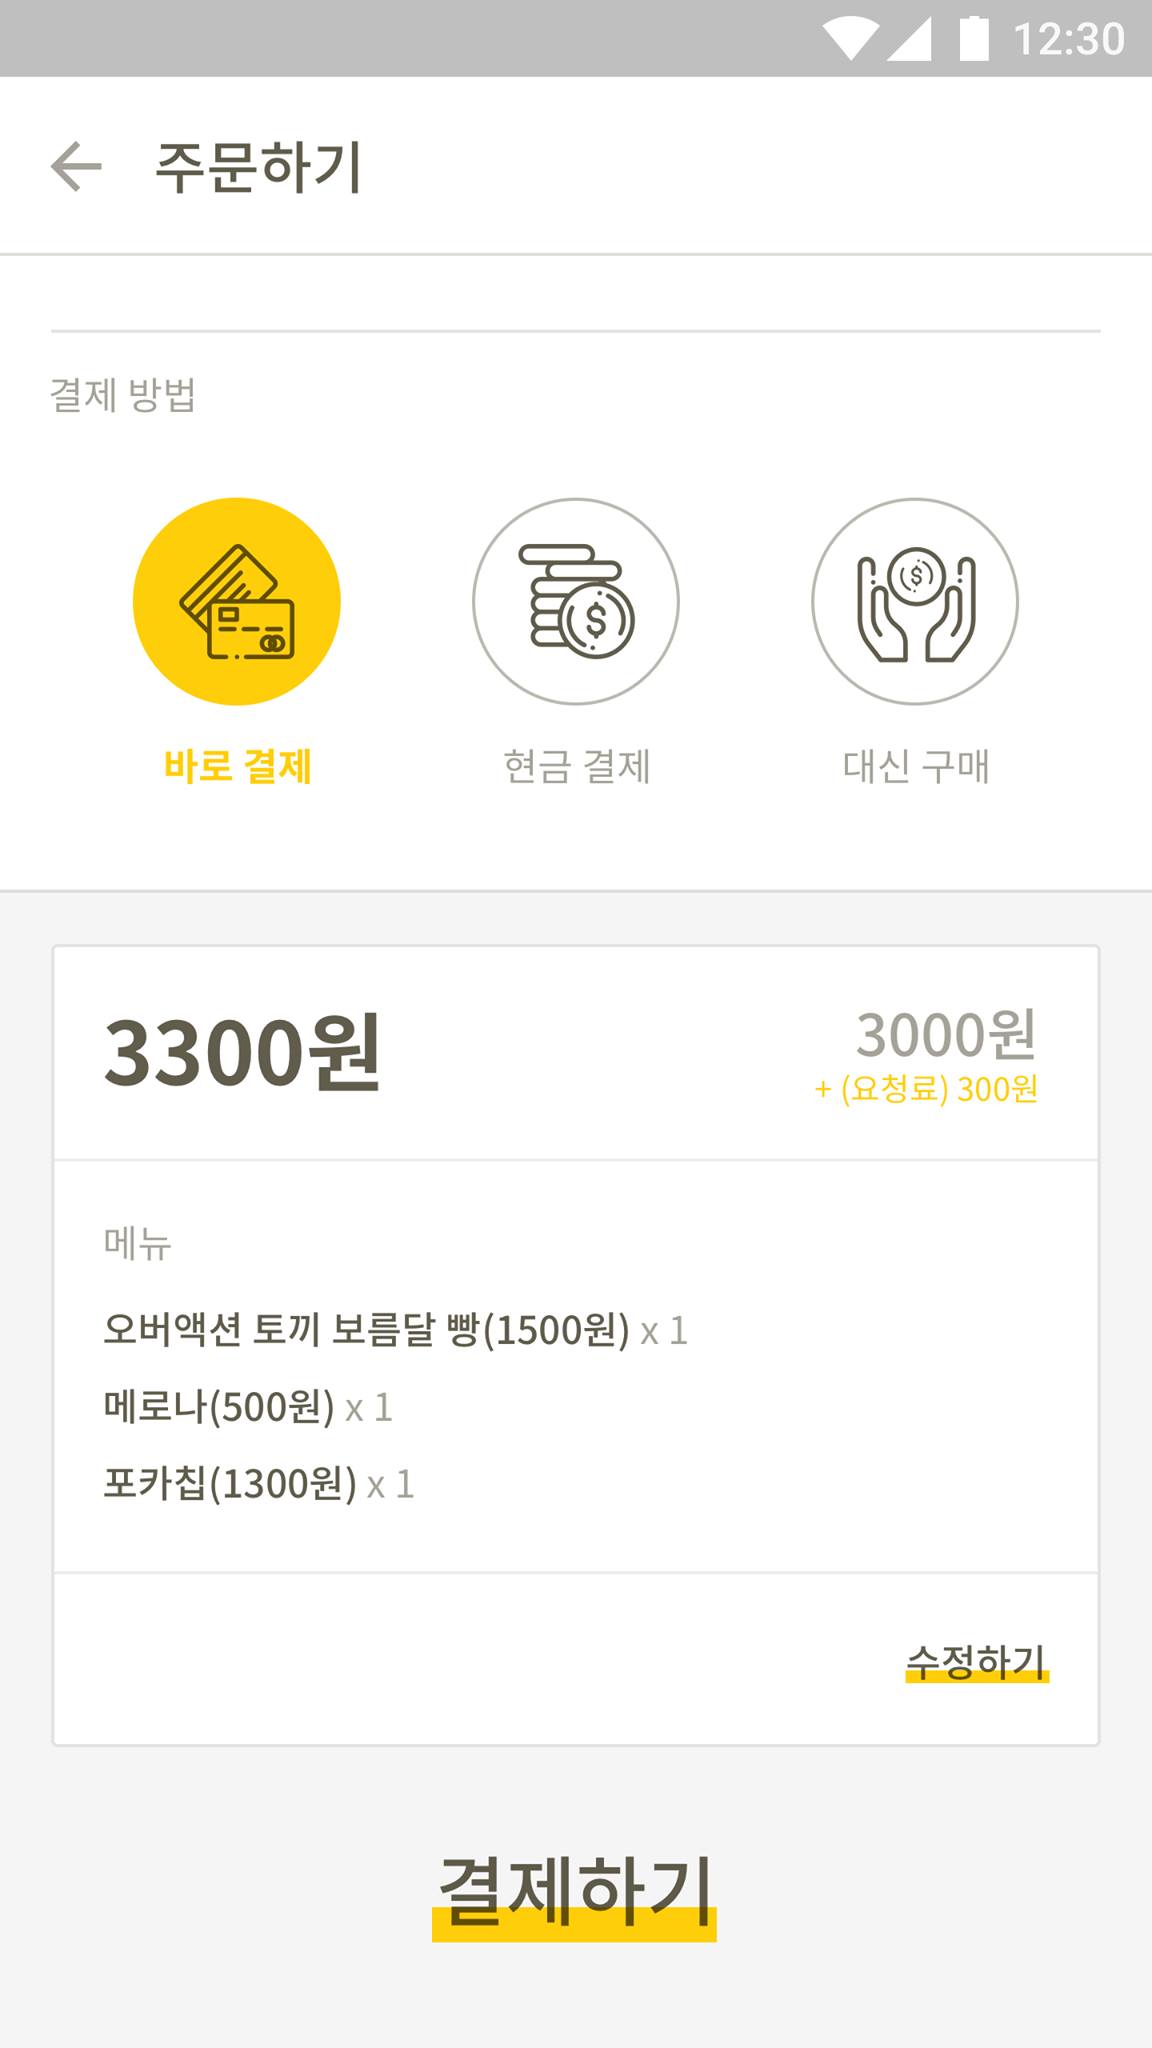 12:30
주문하기
결제 방법
바로 결제
현금 결제
대신 구매
3300원
3000원
+ (요청료) 300원
메뉴
오버액션 토끼 보름달 빵(1500원) x 1
메로나(500원) x 1
포카칩(1300원) x 1
수정하기
결제하기